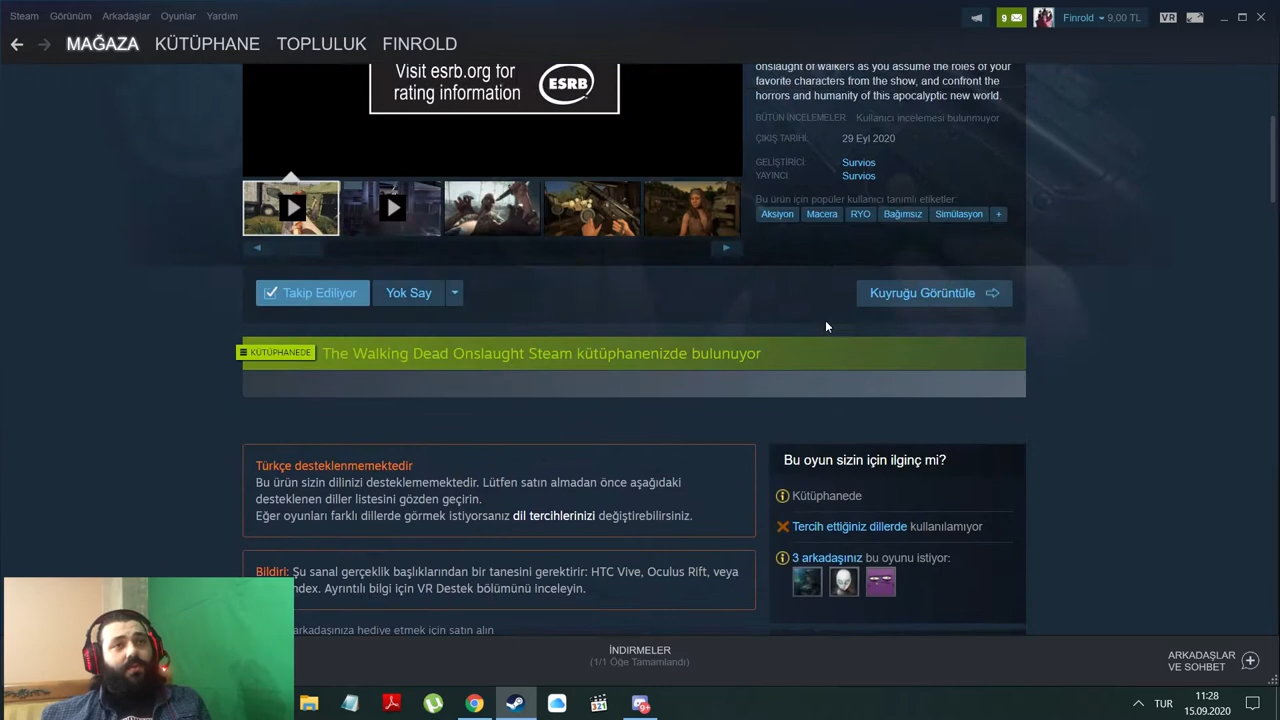 Steam Görünüm Arkadaşlar Oyunlar Yardım
9 Finrold 9,00 TL VR
MAĞAZA KÜTÜPHANE TOPLULUK FINROLD
Visit esrb.org for
rating information
ESRB
onslaught of walkers as you assume the roles of your
favorite characters from the show, and confront the
horrors and humanity of this apocalyptic new world.
BÜTÜN İNCELEMELER: Kullanıcı incelemesi bulunmuyor
ÇIKIŞ TARİHİ: 29 Eyl 2020
GELİŞTİRİCİ: Survios
YAYINCI: Survios
Bu ürün için popüler kullanıcı tanımlı etiketler:
Aksiyon Macera RYO Bağımsız Simülasyon +
Takip Ediliyor Yok Say Kuyruğu Görüntüle
KÜTÜPHANEDE The Walking Dead Onslaught Steam kütüphanenizde bulunuyor
Türkçe desteklenmemektedir
Bu ürün sizin dilinizi desteklememektedir. Lütfen satın almadan önce aşağıdaki
desteklenen diller listesini gözden geçirin.
Eğer oyunları farklı dillerde görmek istiyorsanız dil tercihlerinizi değiştirebilirsiniz.
Bildiri: Şu sanal gerçeklik başlıklarından bir tanesini gerektirir: HTC Vive, Oculus Rift, veya
ndex. Ayrıntılı bilgi için VR Destek bölümünü inceleyin.
arkadaşınıza hediye etmek için satın alın
Bu oyun sizin için ilginç mi?
Kütüphanede
Tercih ettiğiniz dillerde kullanılamıyor
3 arkadaşınız bu oyunu istiyor:
İNDİRMELER
(1/1 Öğe Tamamlandı)
ARKADAŞLAR
VE SOHBET
TUR
11:28
15.09.2020